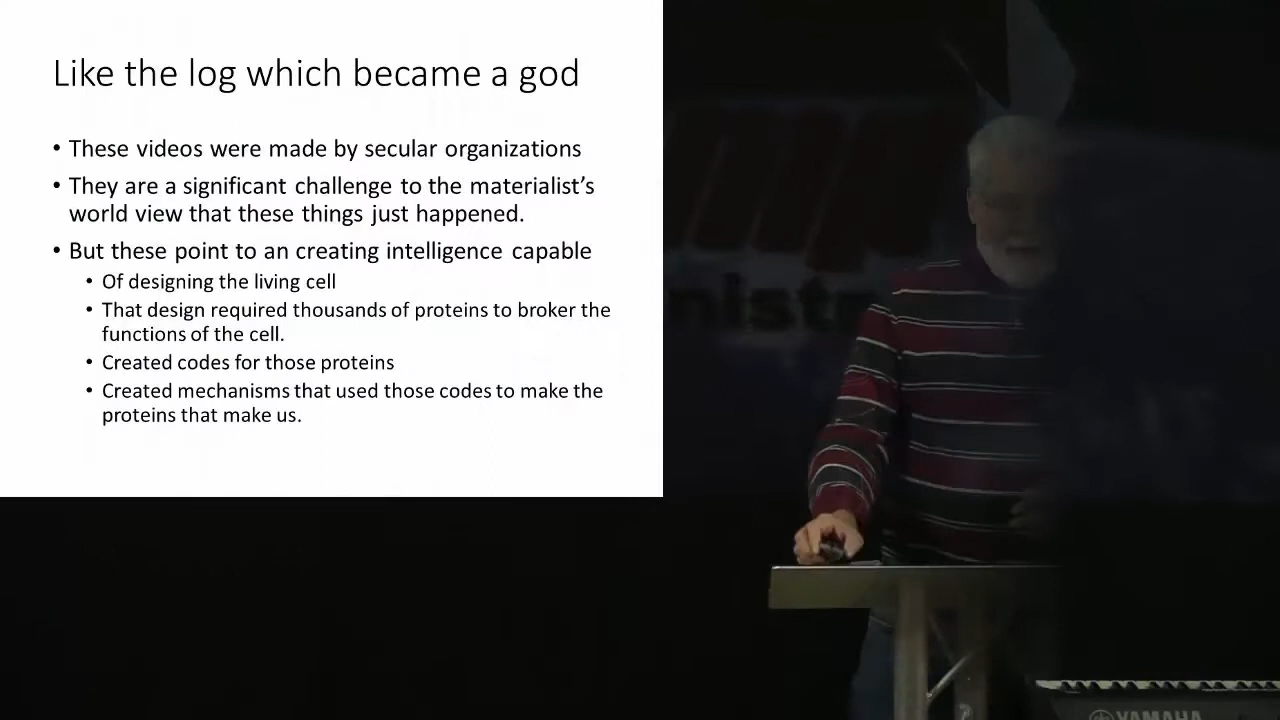 Like the log which became a god
• These videos were made by secular organizations
• They are a significant challenge to the materialist’s
world view that these things just happened.
• But these point to an creating intelligence capable
• Of designing the living cell
• That design required thousands of proteins to broker the
functions of the cell.
• Created codes for those proteins
• Created mechanisms that used those codes to make the
proteins that make us.
YAMAHA